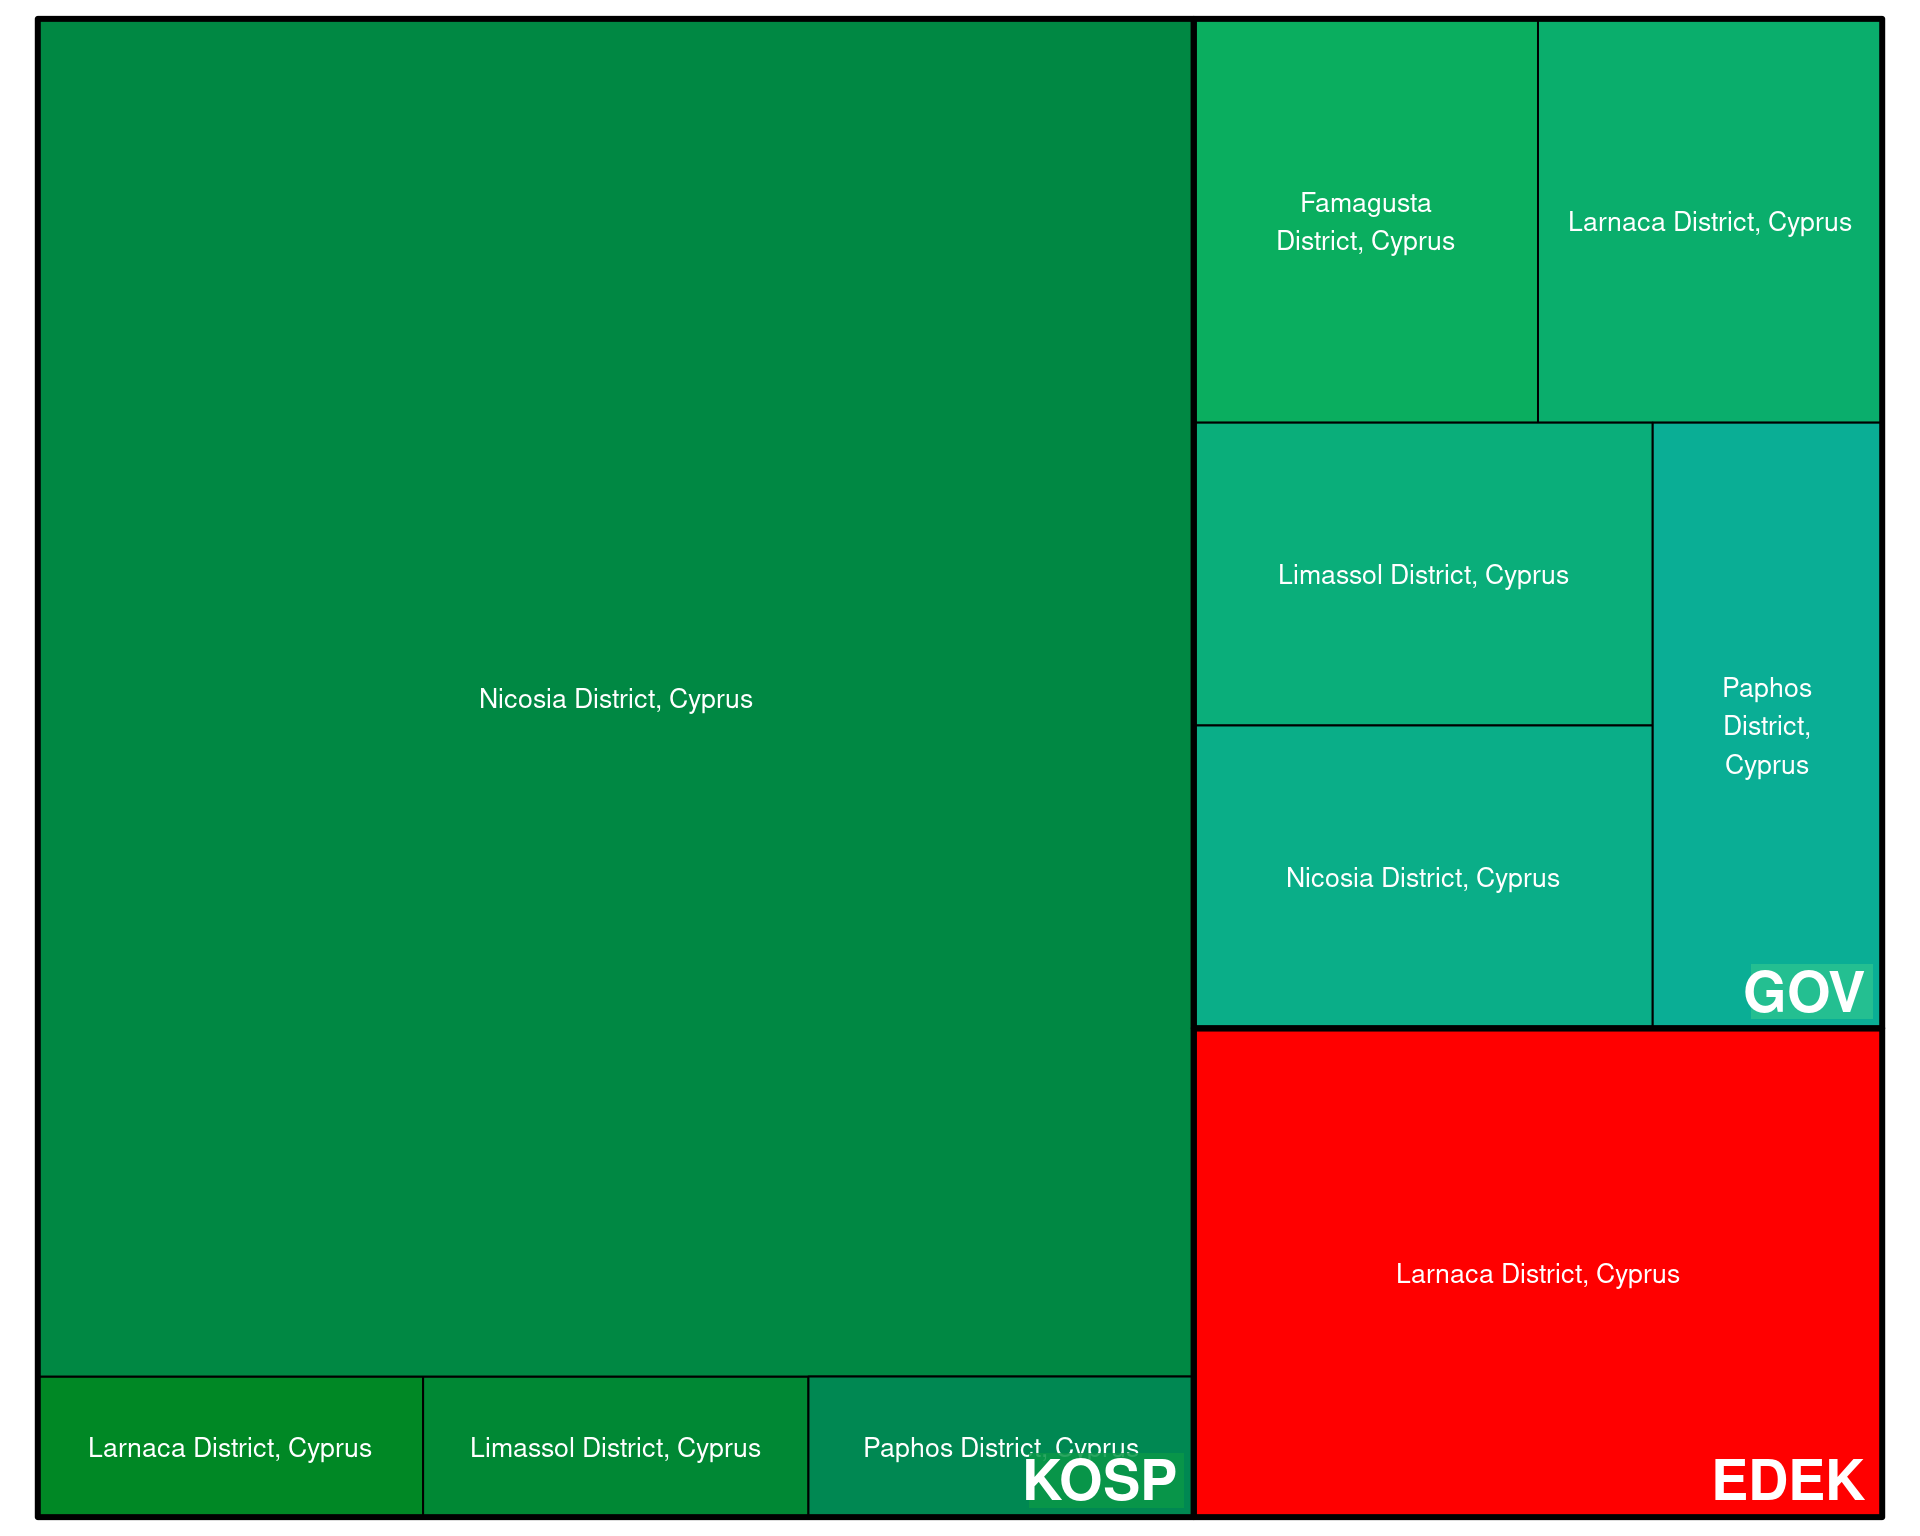 Nicosia District, Cyprus
Larnaca District, Cyprus
Limassol District, Cyprus
Paphos District, Cyprus
KOSP
Famagusta
District, Cyprus
Larnaca District, Cyprus
Limassol District, Cyprus
Paphos
District,
Cyprus
Nicosia District, Cyprus
GOV
Larnaca District, Cyprus
EDEK